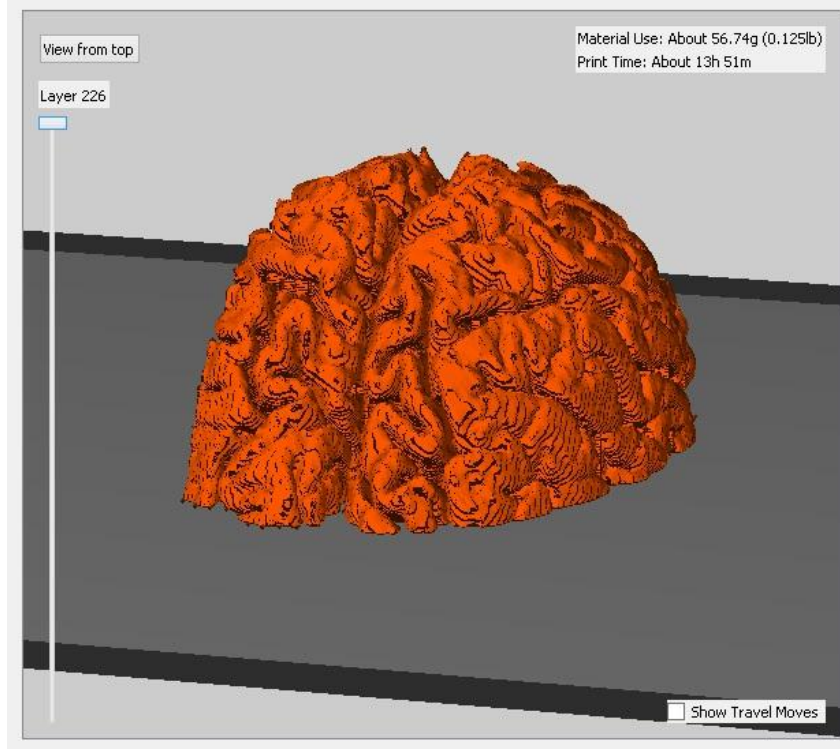 View from top
Material Use: About 56.74g (0.125lb)
Print Time: About 13h 51m
Layer 226
Show Travel Moves